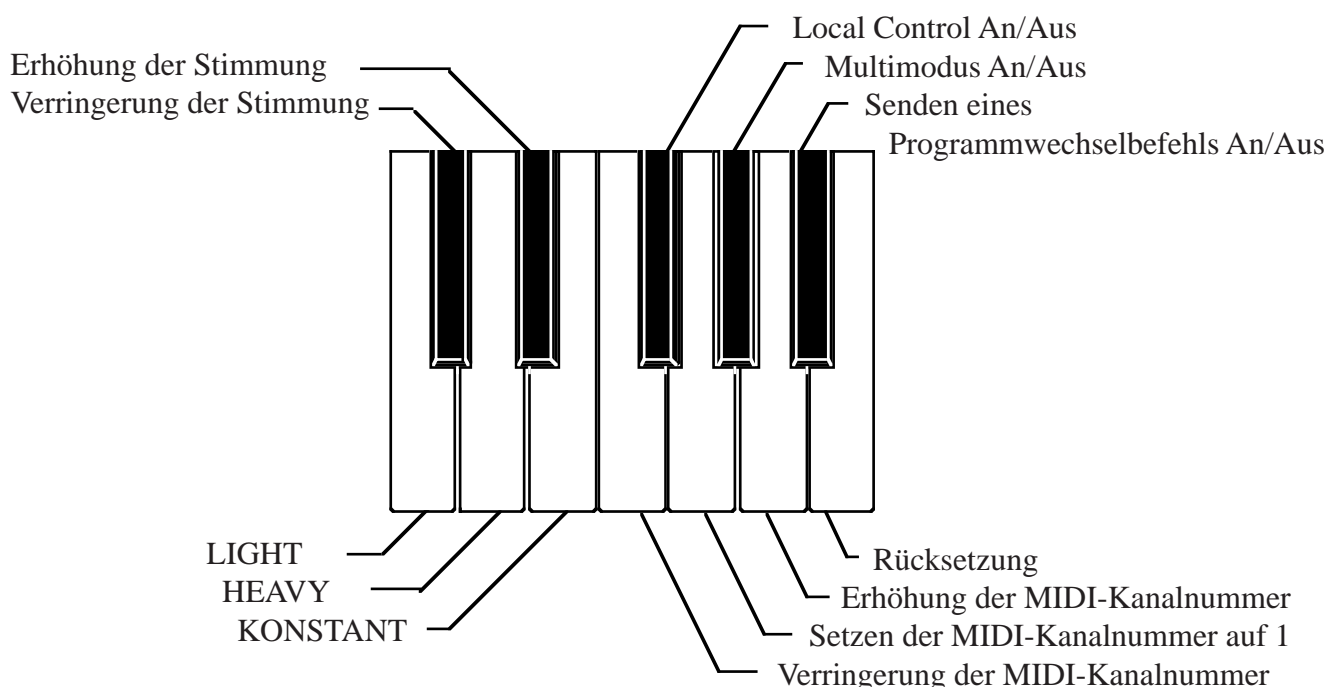 Local Control An/Aus
Erhöhung der Stimmung
Multimodus An/Aus
Verringerung der Stimmung
Senden eines
Programmwechselbefehls An/Aus
LIGHT
Rücksetzung
HEAVY
Erhöhung der MIDI-Kanalnummer
KONSTANT
Setzen der MIDI-Kanalnummer auf 1
Verringerung der MIDI-Kanalnummer